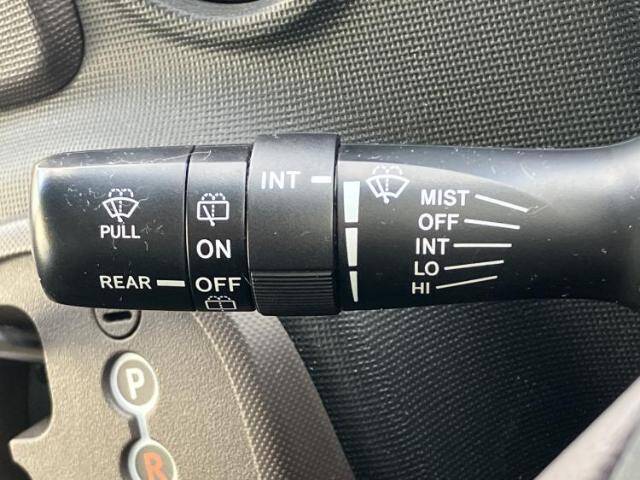 PULL
REAR
ON
OFF
INT
MIST
OFF
INT
LO
HI
P
R